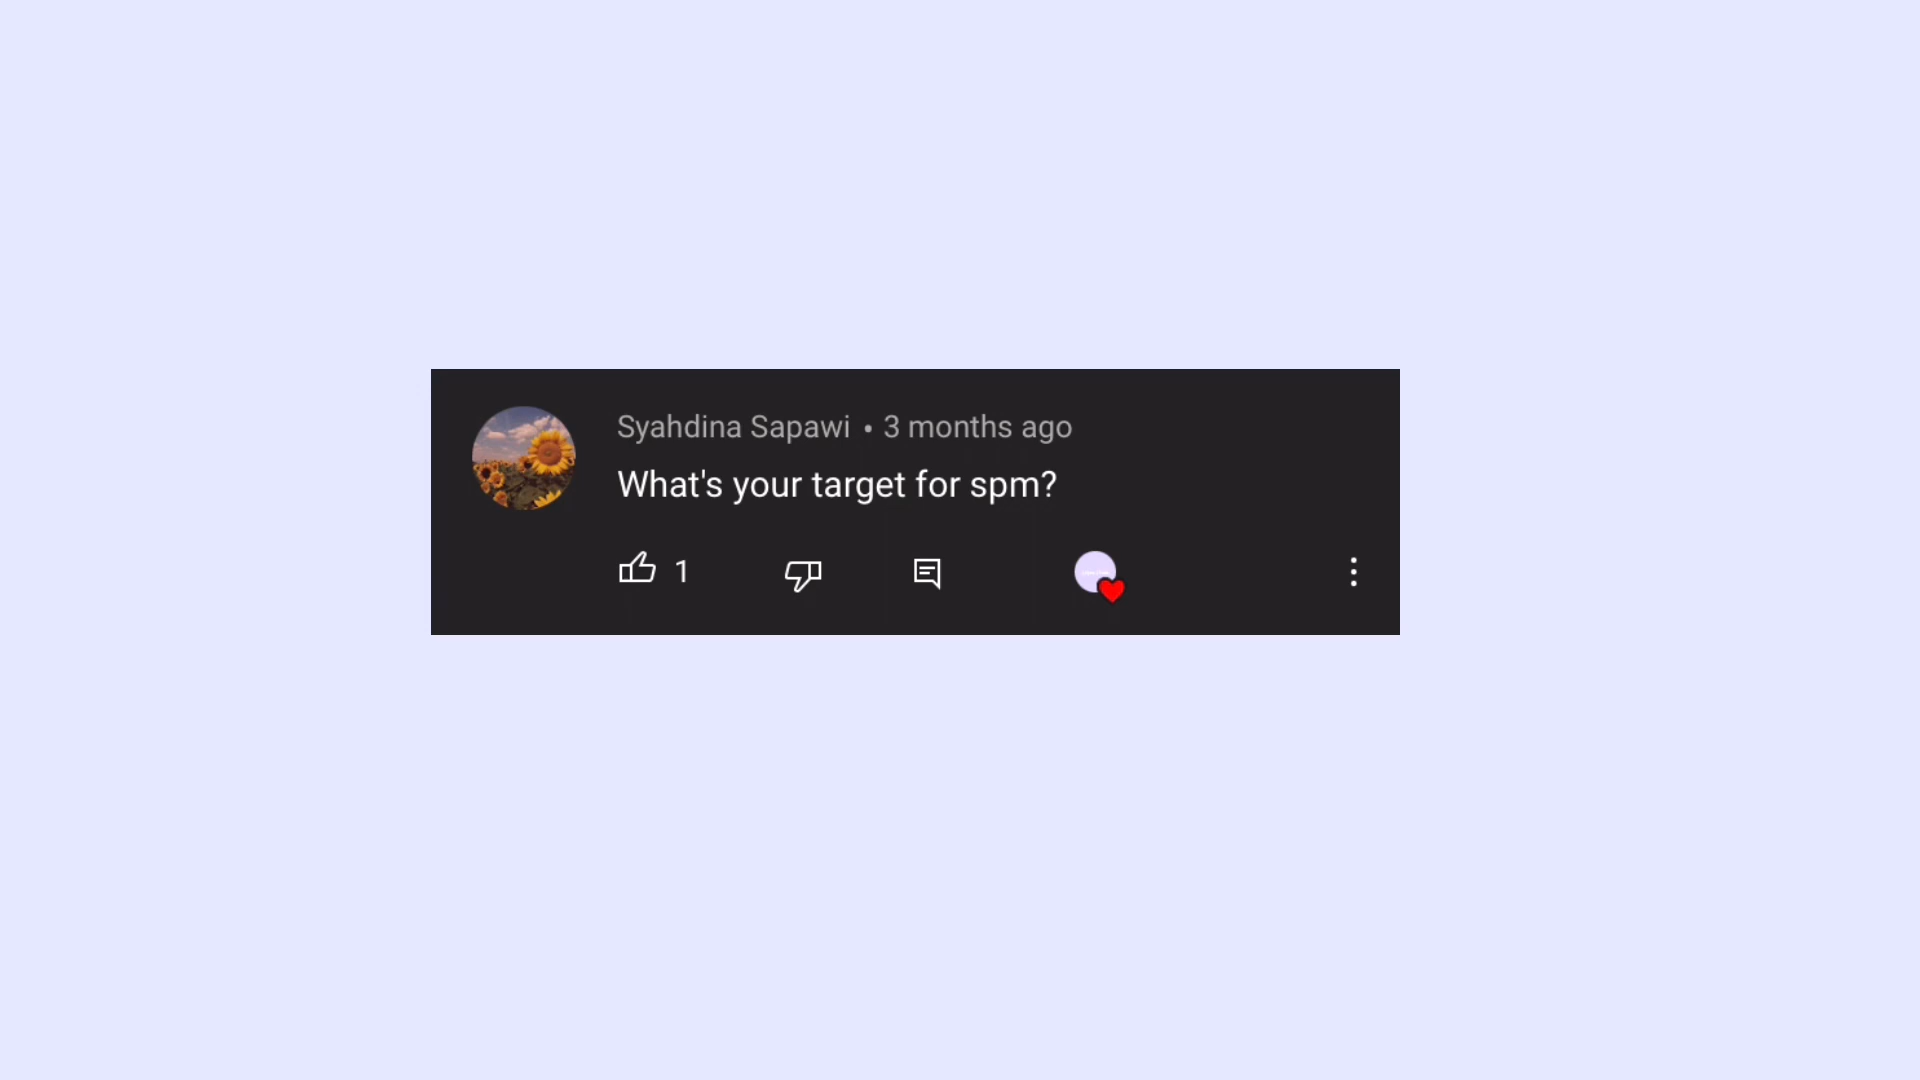 Syahdina Sapawi • 3 months ago
What's your target for spm?
1